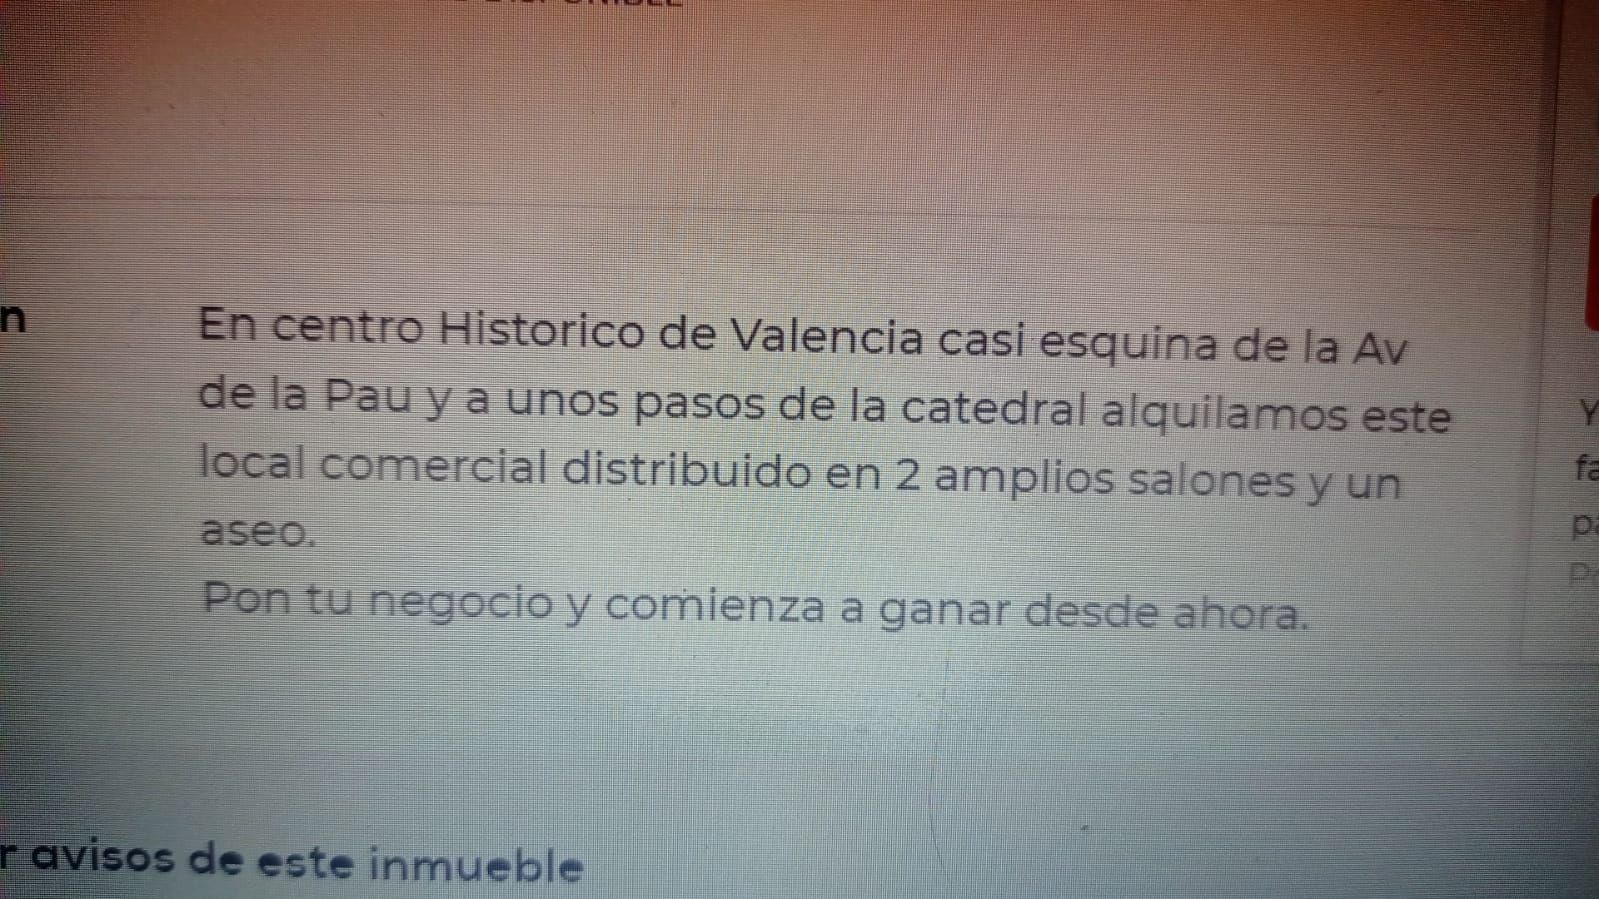 n
En centro Historico de Valencia casi esquina de la Av
de la Pau y a unos pasos de la catedral alquilamos este
local comercial distribuido en 2 amplios salones y un
aseo.
Pon tu negocio y comienza a ganar desde ahora.
r avisos de este inmueble
Y
fa
pa